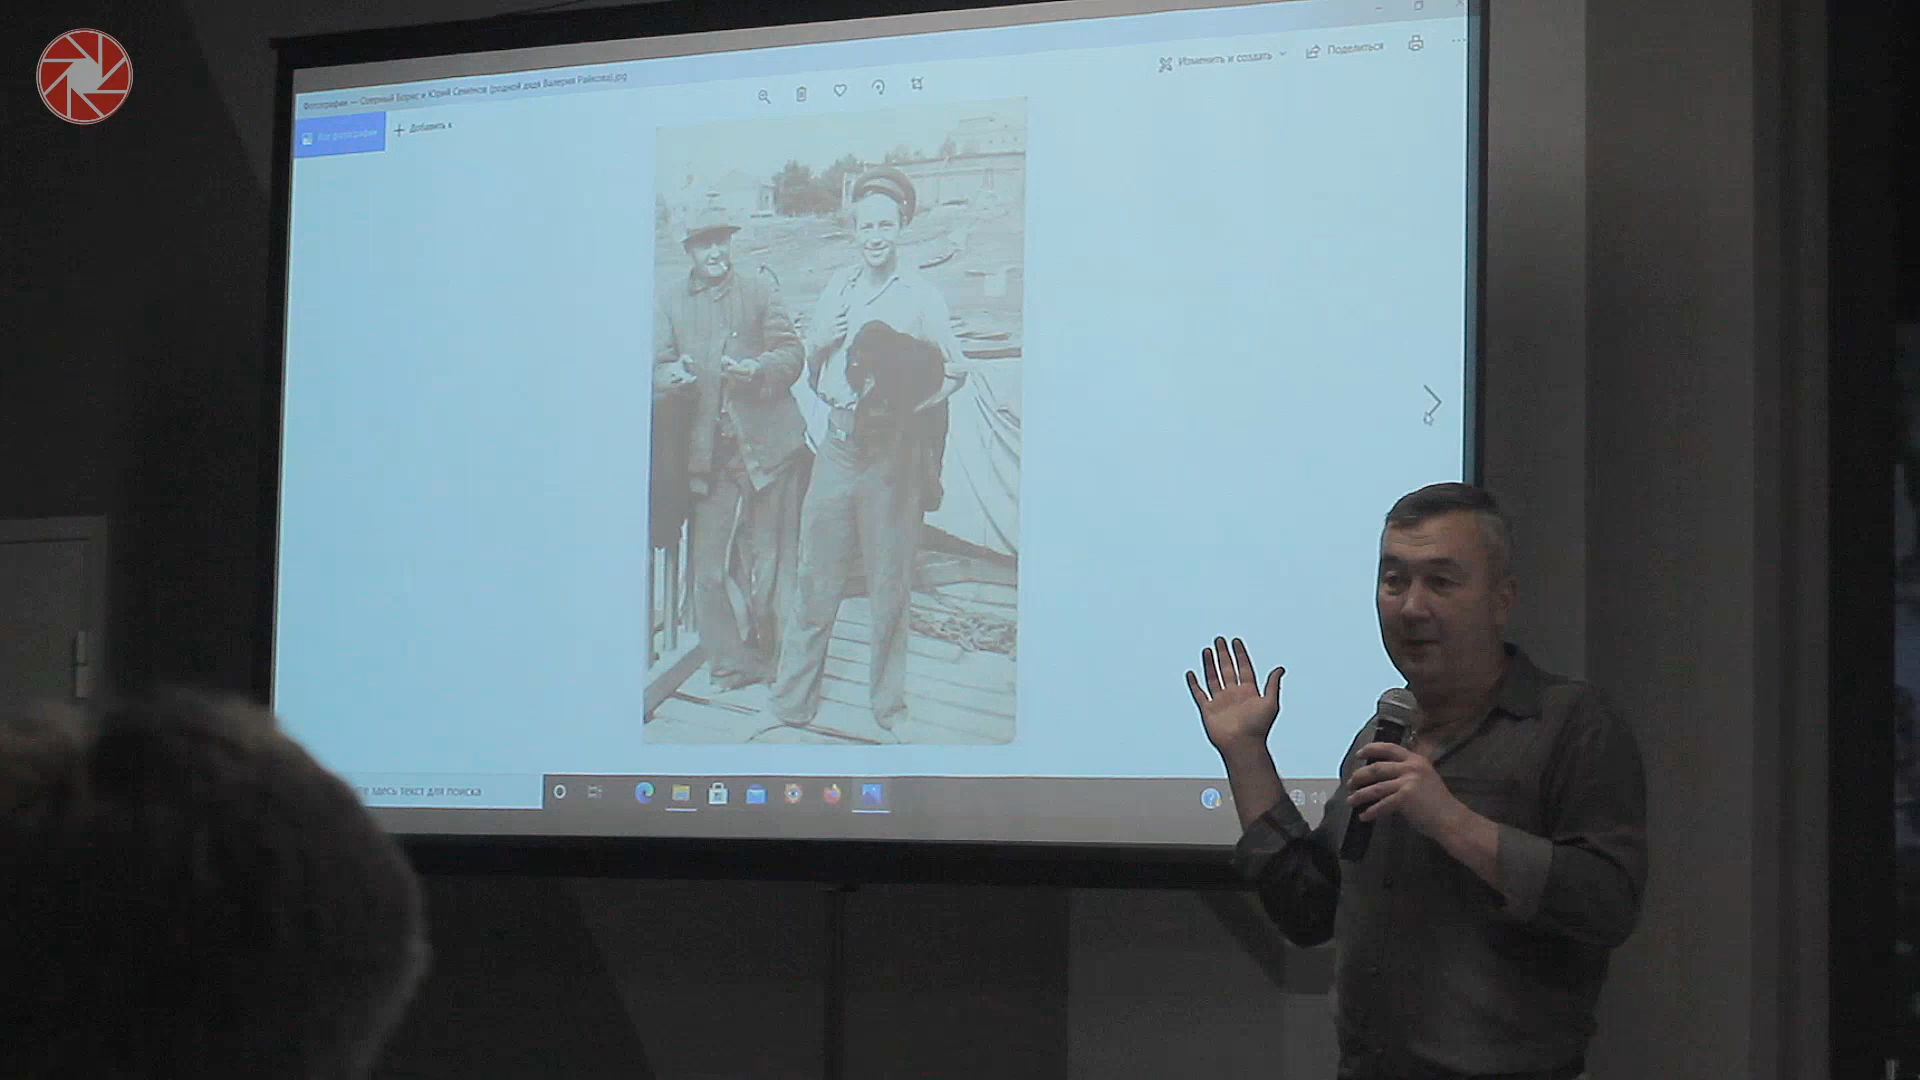 Фотографии — Озерный Борис и Юрий Семёнов (родной дядя Валерия Райкова).jpg
Все фотографии
Добавить к
Изменить и создать
Поделиться
здесь текст для поиска